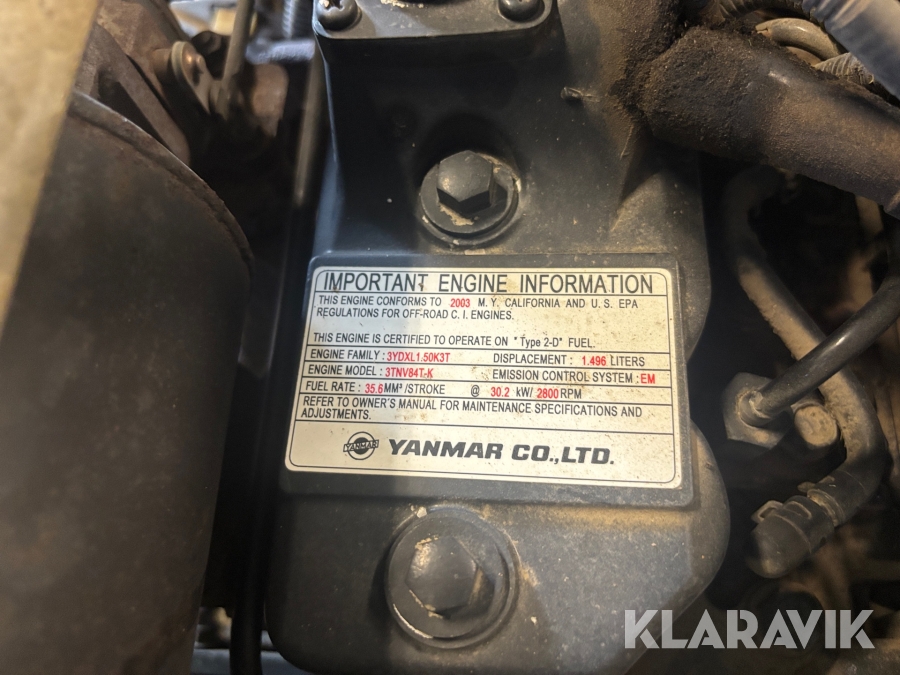 IMPORTANT ENGINE INFORMATION
THIS ENGINE CONFORMS TO 2003 M.Y. CALIFORNIA AND U.S. EPA
REGULATIONS FOR OFF-ROAD C.I. ENGINES.
THIS ENGINE IS CERTIFIED TO OPERATE ON "Type 2-D" FUEL.
ENGINE FAMILY : 3YDXL1.50K3T DISPLACEMENT : 1.496 LITERS
ENGINE MODEL : 3TNV84T-K EMISSION CONTROL SYSTEM : EM
FUEL RATE : 35.6 MM³/STROKE @ 30.2 kW/ 2800 RPM
REFER TO OWNER'S MANUAL FOR MAINTENANCE SPECIFICATIONS AND
ADJUSTMENTS.
YANMAR YANMAR CO.,LTD.
KLARAVIK